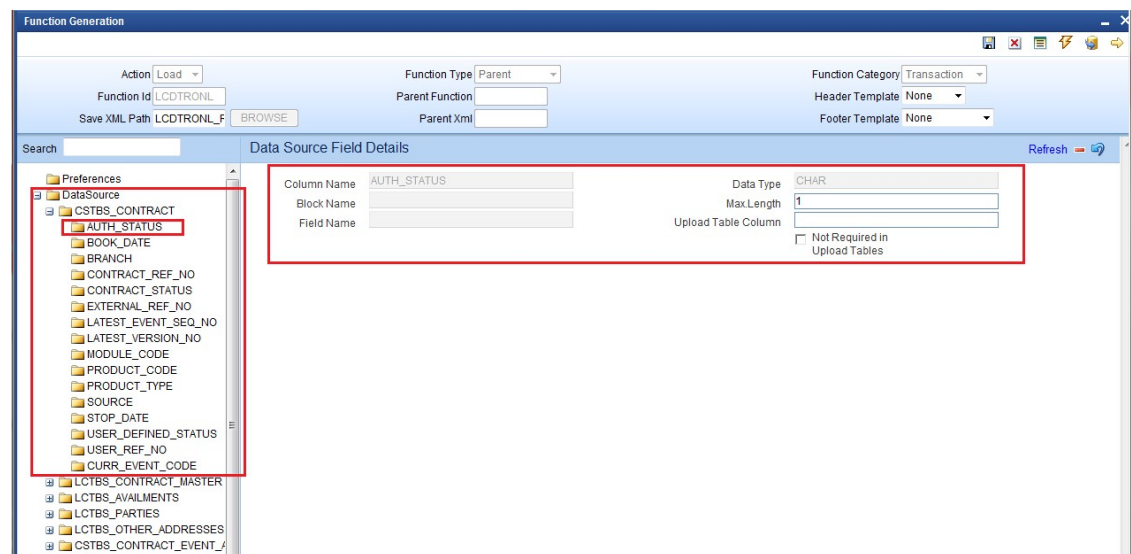 Function Generation
Action Load
Function Type Parent
Function Category Transaction
Function Id LCDTRONL
Parent Function
Header Template None
Save XML Path LCDTRONL_F BROWSE
Parent Xml
Footer Template None
Search
Data Source Field Details
Refresh
Preferences
DataSource
CSTBS_CONTRACT
AUTH_STATUS
BOOK_DATE
BRANCH
CONTRACT_REF_NO
CONTRACT_STATUS
EXTERNAL_REF_NO
LATEST_EVENT_SEQ_NO
LATEST_VERSION_NO
MODULE_CODE
PRODUCT_CODE
PRODUCT_TYPE
SOURCE
STOP_DATE
USER_DEFINED_STATUS
USER_REF_NO
CURR_EVENT_CODE
LCTBS_CONTRACT_MASTER
LCTBS_AVAILMENTS
LCTBS_PARTIES
LCTBS_OTHER_ADDRESSES
CSTBS_CONTRACT_EVENT_
Column Name AUTH_STATUS
Data Type CHAR
Block Name
Max.Length 1
Field Name
Upload Table Column
Not Required in
Upload Tables